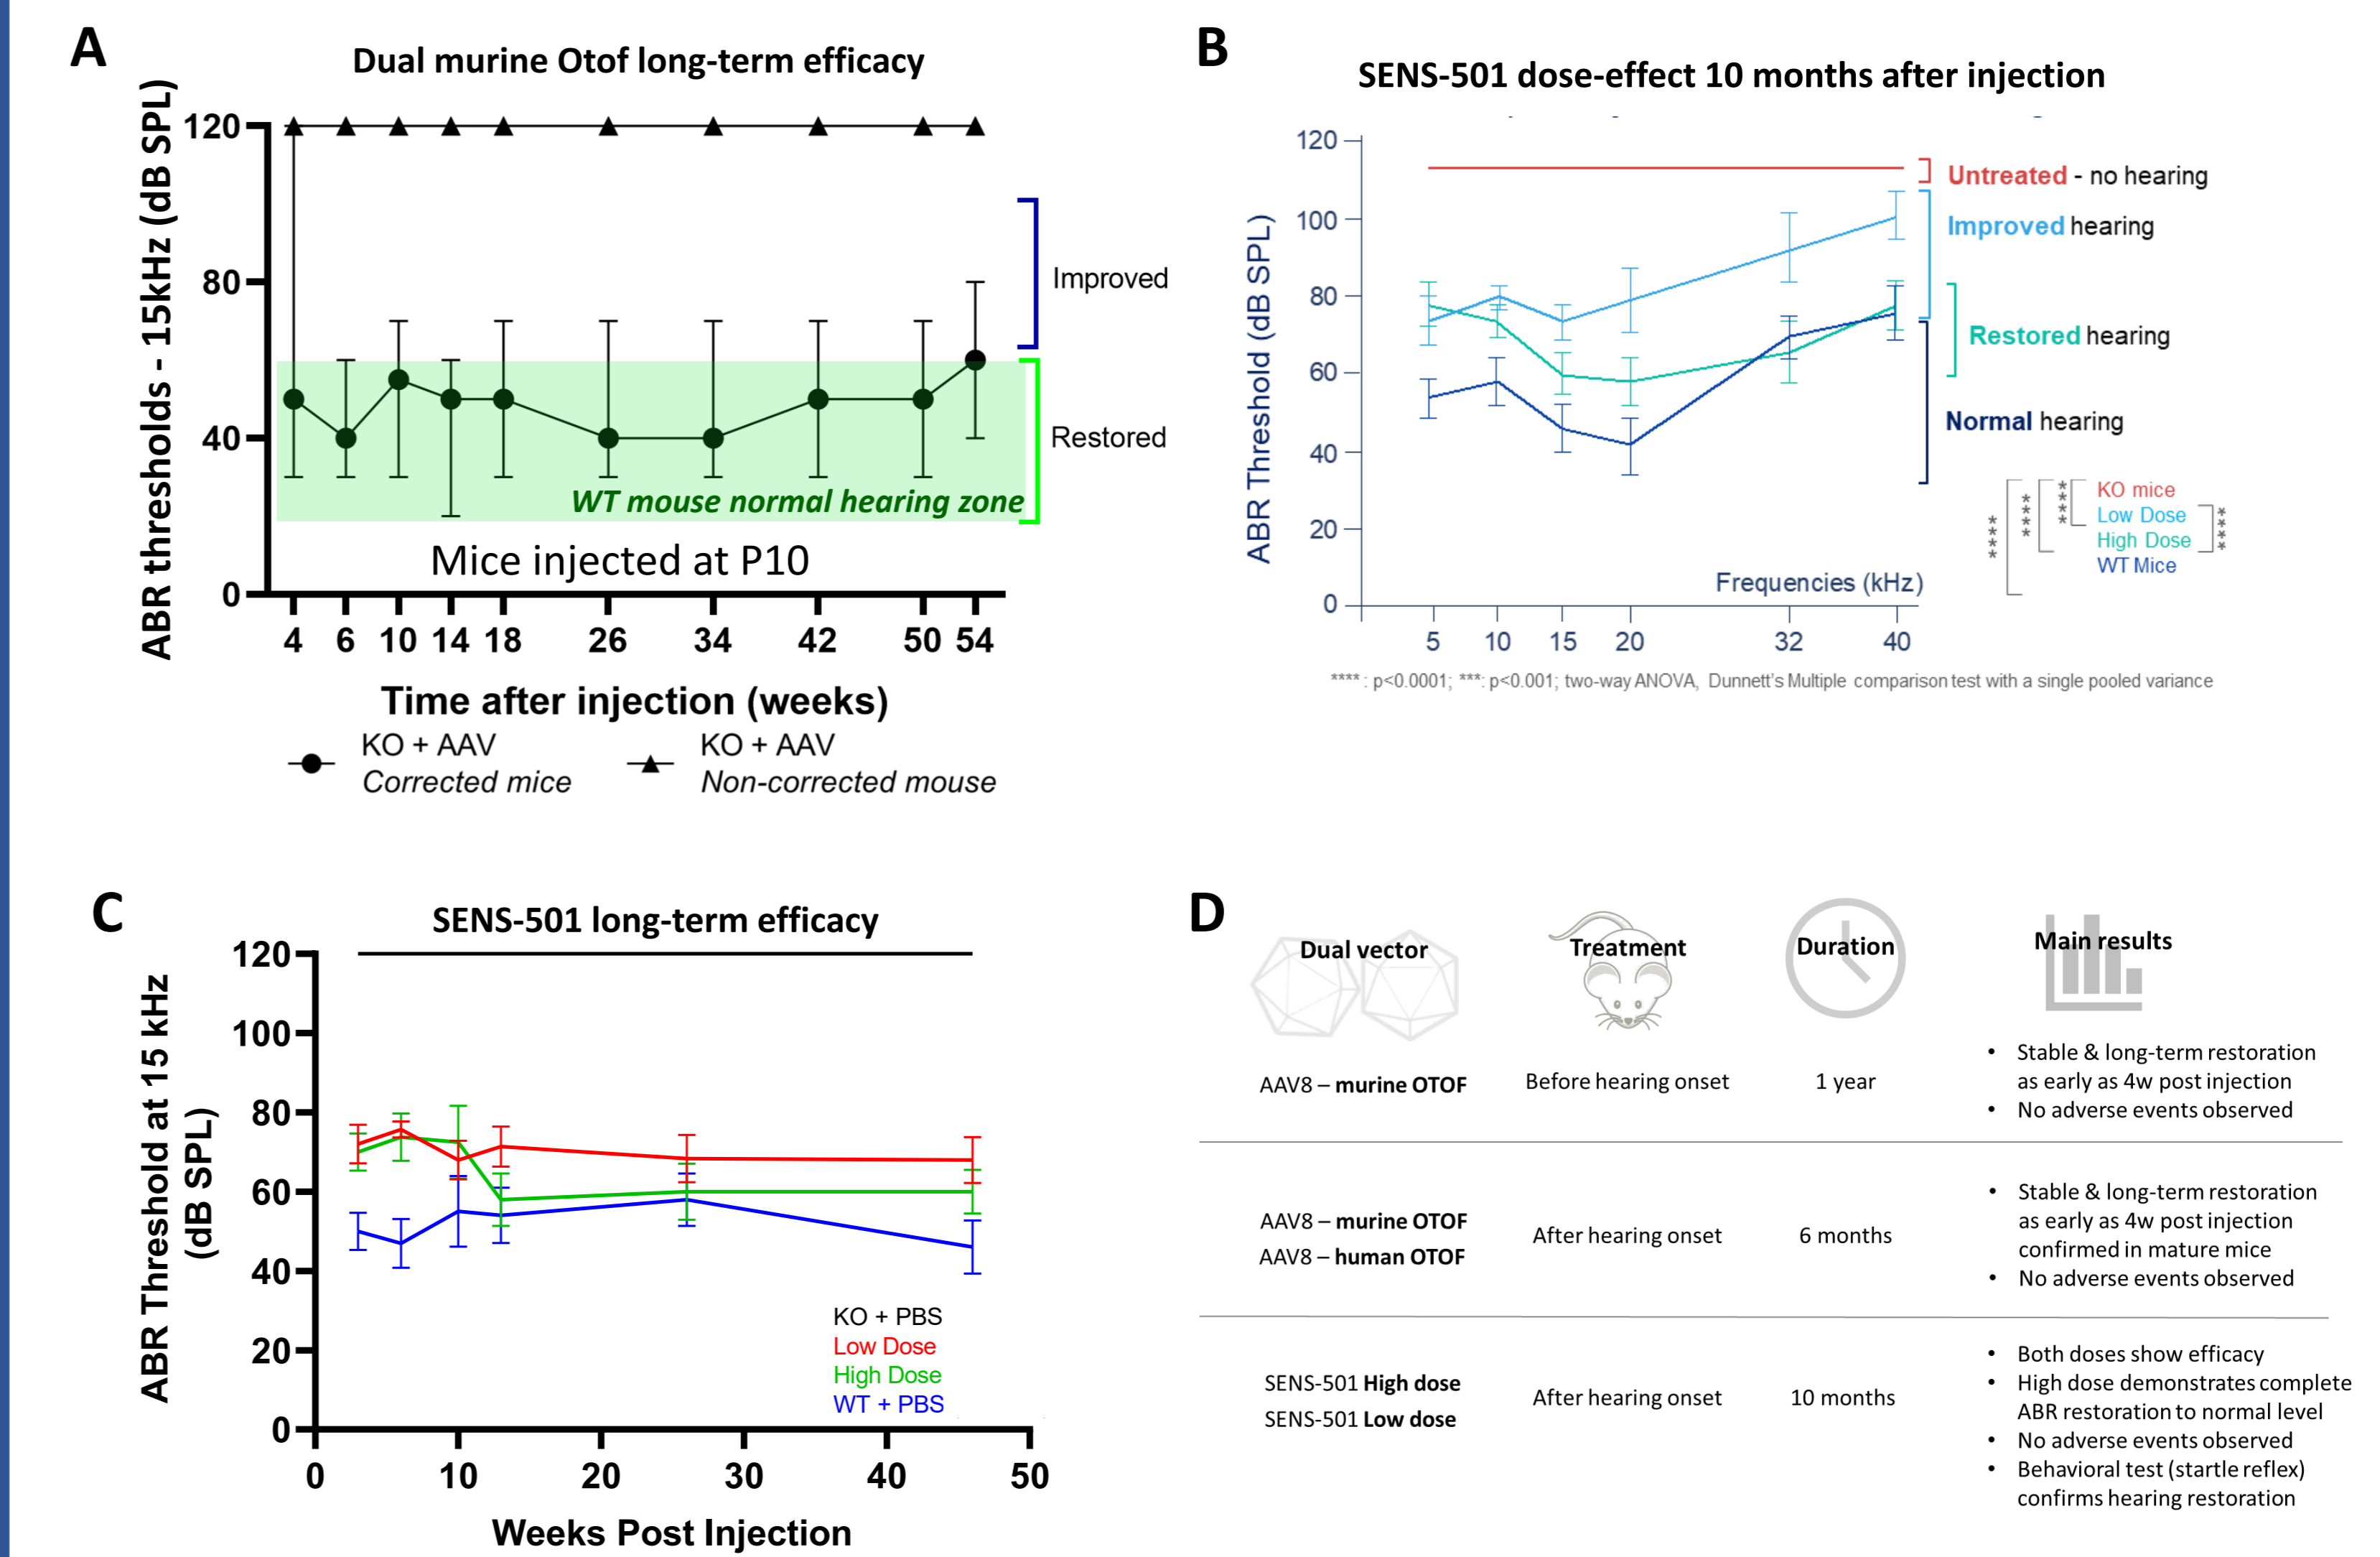 A
Dual murine Otof long-term efficacy
ABR thresholds - 15kHz (dB SPL)
120
80
40
0
Improved
Restored
WT mouse normal hearing zone
Mice injected at P10
4 6 10 14 18 26 34 42 50 54
Time after injection (weeks)
KO + AAV
Corrected mice
KO + AAV
Non-corrected mouse
B
SENS-501 dose-effect 10 months after injection
ABR Threshold (dB SPL)
120
100
80
60
40
20
0
Untreated - no hearing
Improved hearing
Restored hearing
Normal hearing
**** **** **** KO mice
Low Dose
High Dose ****
WT Mice
Frequencies (kHz)
5 10 15 20 32 40
**** : p<0.0001; ***: p<0.001; two-way ANOVA, Dunnett's Multiple comparison test with a single pooled variance
C
SENS-501 long-term efficacy
ABR Threshold at 15 kHz
(dB SPL)
120
100
80
60
40
20
0
KO + PBS
Low Dose
High Dose
WT + PBS
0 10 20 30 40 50
Weeks Post Injection
D
Dual vector Treatment Duration Main results
AAV8 – murine OTOF Before hearing onset 1 year
• Stable & long-term restoration
as early as 4w post injection
• No adverse events observed
AAV8 – murine OTOF
AAV8 – human OTOF
After hearing onset 6 months
• Stable & long-term restoration
as early as 4w post injection
confirmed in mature mice
• No adverse events observed
SENS-501 High dose
SENS-501 Low dose
After hearing onset 10 months
• Both doses show efficacy
• High dose demonstrates complete
ABR restoration to normal level
• No adverse events observed
• Behavioral test (startle reflex)
confirms hearing restoration